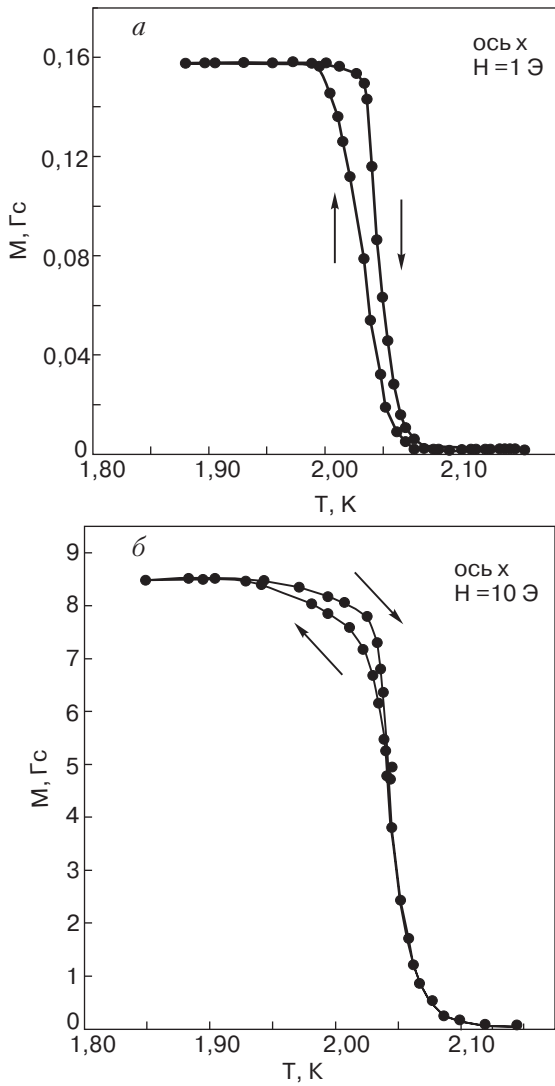 а
ось x
H = 1 Э
0,16
0,12
0,08
0,04
0
М, Гс
1,80
1,90
2,00
2,10
T, K
б
ось x
H = 10 Э
9
8
7
6
5
4
3
2
1
0
М, Гс
1,80
1,90
2,00
2,10
T, K